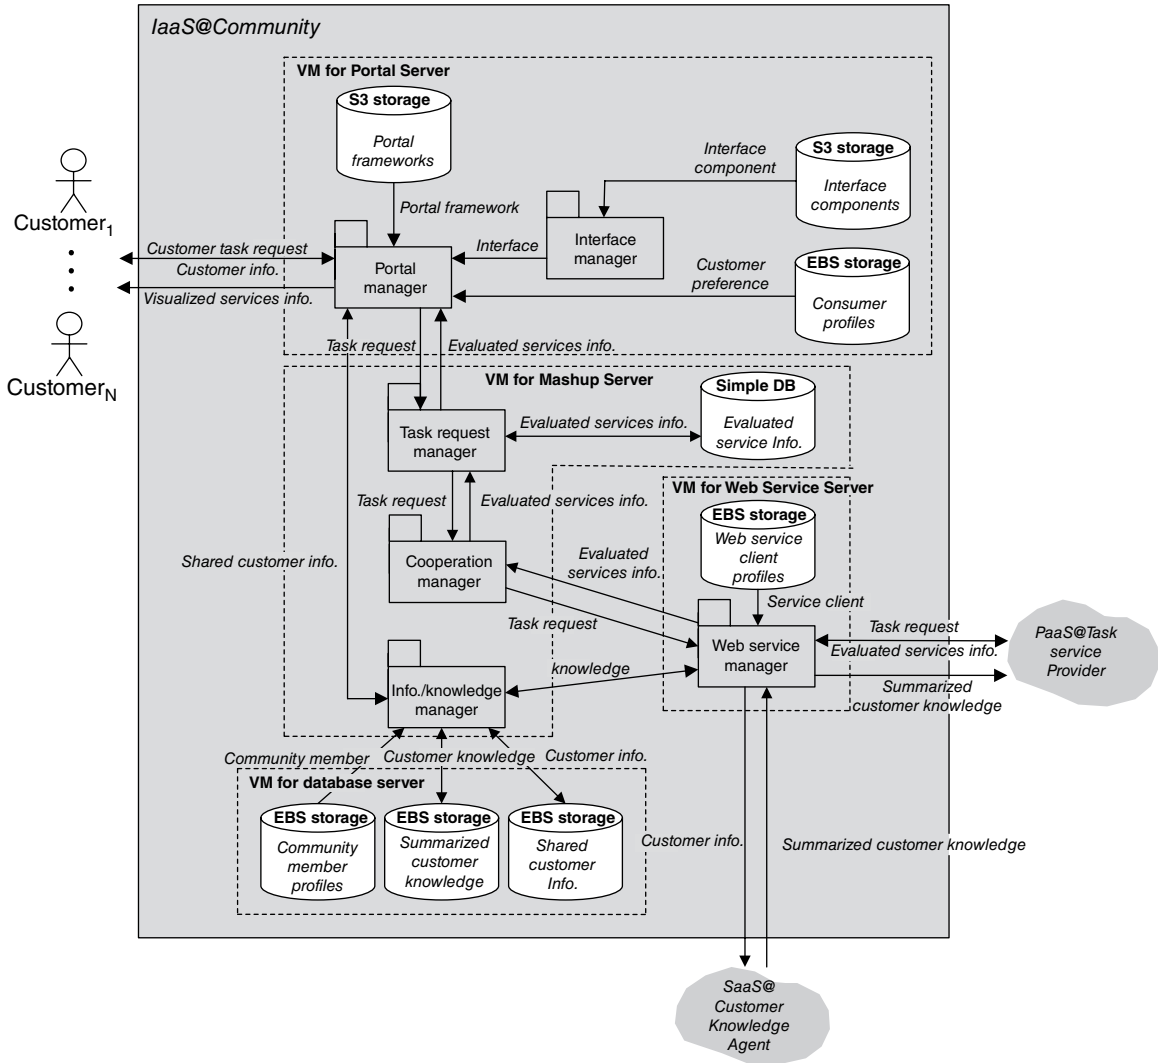 IaaS@Community
VM for Portal Server
S3 storage
Portal
frameworks
Interface
component
S3 storage
Interface
components
Customer1
Portal framework
Customer task request
Customer info.
Visualized services info.
Portal
manager
Interface
Interface
manager
Customer
preference
EBS storage
Consumer
profiles
CustomerN
Task request
Evaluated services info.
VM for Mashup Server
Simple DB
Evaluated
service Info.
Task request
manager
Evaluated services info.
Task request
Evaluated services info.
VM for Web Service Server
EBS storage
Web service
client
profiles
Shared customer info.
Cooperation
manager
Evaluated
services info.
Service client
Task request
Web service
manager
Task request
Evaluated services info.
Summarized
customer knowledge
PaaS@Task
service
Provider
knowledge
Info./knowledge
manager
Community member
Customer knowledge
Customer info.
VM for database server
EBS storage
Community
member
profiles
EBS storage
Summarized
customer
knowledge
EBS storage
Shared
customer
Info.
Customer info.
Summarized customer knowledge
SaaS@
Customer
Knowledge
Agent